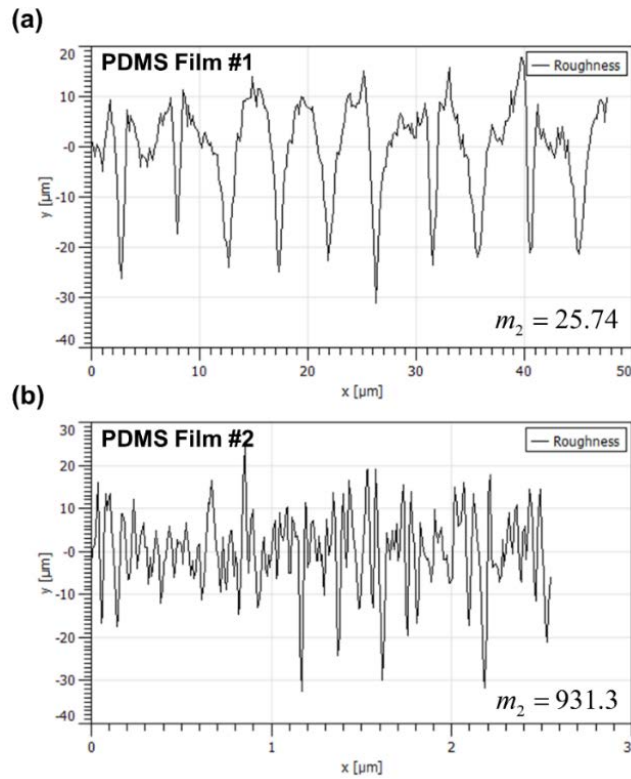 (a)
PDMS Film #1
Roughness
20
10
-0
-10
-20
-30
-40
y [µm]
0 10 20 30 40 50
x [µm]
m₂ = 25.74
(b)
PDMS Film #2
Roughness
30
20
10
-0
-10
-20
-30
-40
y [µm]
0 1 2 3
x [µm]
m₂ = 931.3